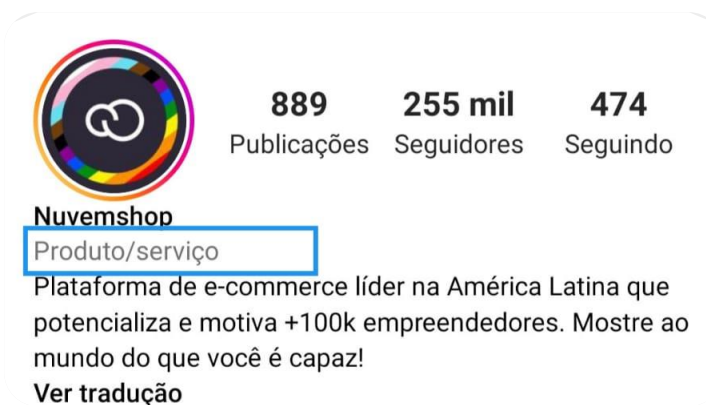 889 255 mil 474
Publicações Seguidores Seguindo
Nuvemshop
Produto/serviço
Plataforma de e-commerce líder na América Latina que
potencializa e motiva +100k empreendedores. Mostre ao
mundo do que você é capaz!
Ver tradução